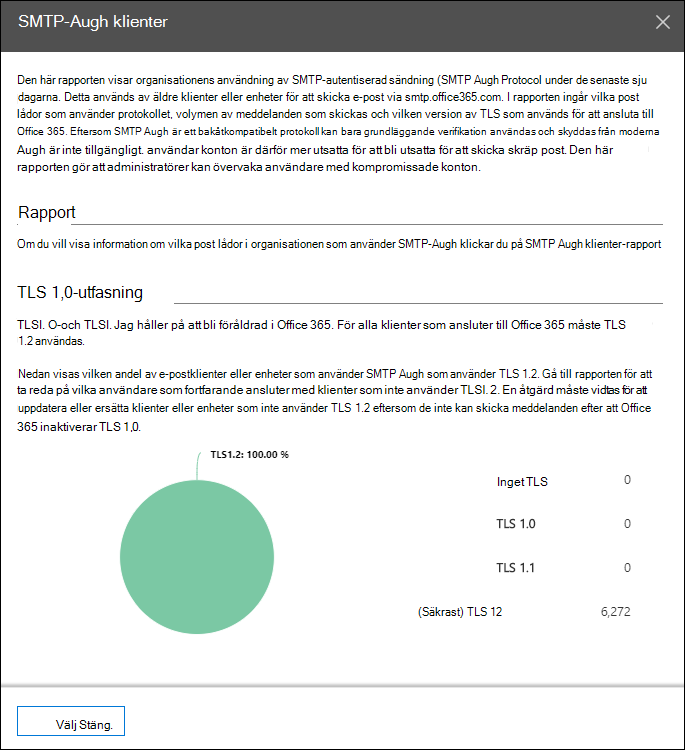 SMTP-Augh klienter
Den här rapporten visar organisationens användning av SMTP-autentiserad sändning (SMTP Augh Protocol under de senaste sju
dagarna. Detta används av äldre klienter eller enheter för att skicka e-post via smtp.office365.com. I rapporten ingår vilka post
lådor som använder protokollet, volymen av meddelanden som skickas och vilken version av TLS som används för att ansluta till
Office 365. Eftersom SMTP Augh är ett bakåtkompatibelt protokoll kan bara grundläggande verifikation användas och skyddas från moderna
Augh är inte tillgängligt. användar konton är därför mer utsatta för att bli utsatta för att skicka skräp post. Den här
rapporten gör att administratörer kan övervaka användare med kompromissade konton.
Rapport
Om du vill visa information om vilka post lådor i organisationen som använder SMTP-Augh klickar du på SMTP Augh klienter-rapport
TLS 1,0-utfasning
TLSI. O-och TLSI. Jag håller på att bli föråldrad i Office 365. För alla klienter som ansluter till Office 365 måste TLS
1.2 användas.
Nedan visas vilken andel av e-postklienter eller enheter som använder SMTP Augh som använder TLS 1.2. Gå till rapporten för att
ta reda på vilka användare som fortfarande ansluter med klienter som inte använder TLSI. 2. En åtgärd måste vidtas för att
uppdatera eller ersätta klienter eller enheter som inte använder TLS 1.2 eftersom de inte kan skicka meddelanden efter att Office
365 inaktiverar TLS 1,0.
TLS1.2: 100.00 %
Inget TLS 0
TLS 1.0 0
TLS 1.1 0
(Säkrast) TLS 12 6,272
Välj Stäng.